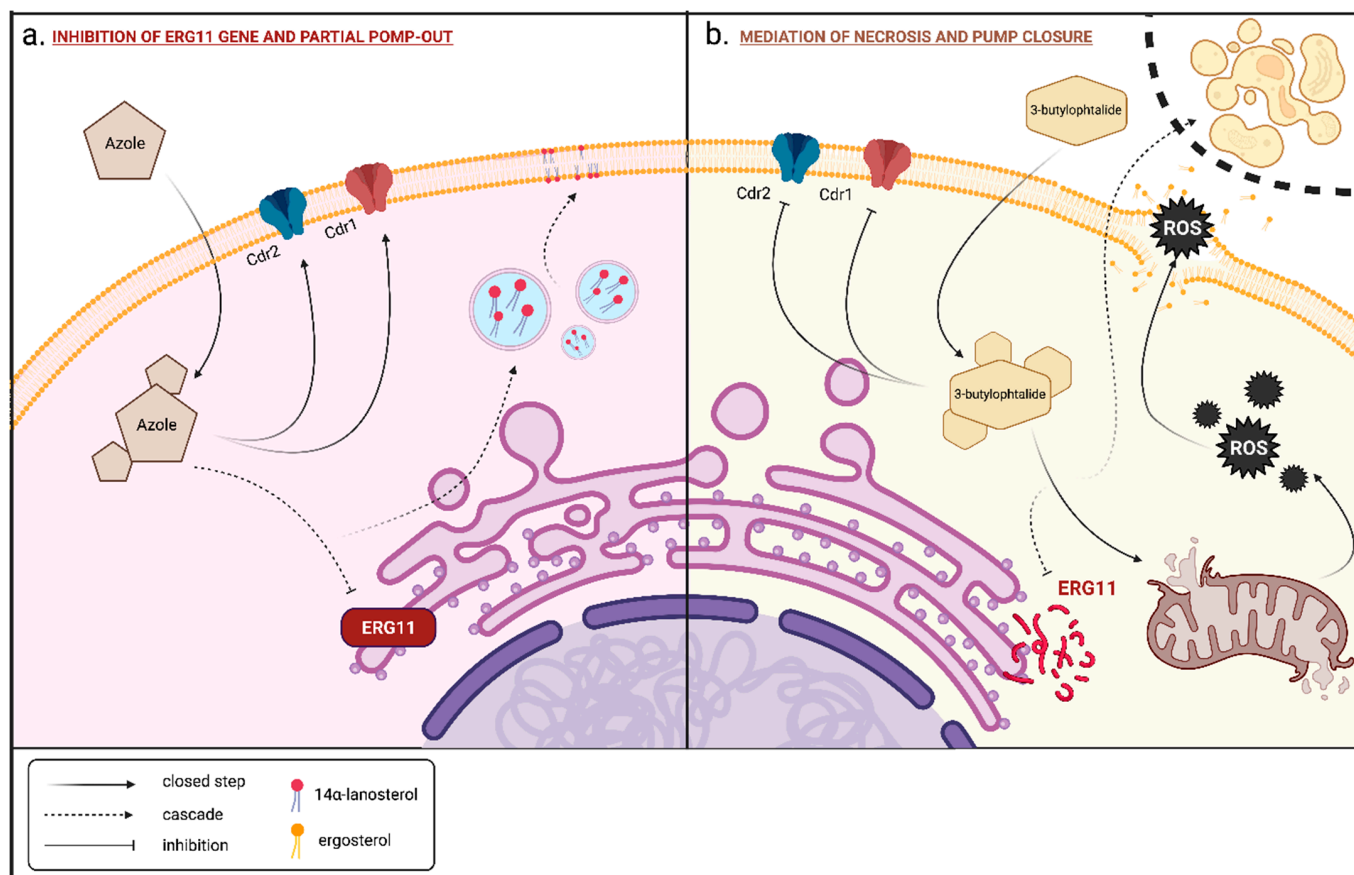 a. INHIBITION OF ERG11 GENE AND PARTIAL POMP-OUT
Azole
Cdr2
Cdr1
Azole
ERG11
b. MEDIATION OF NECROSIS AND PUMP CLOSURE
3-butylophtalide
Cdr2
Cdr1
ROS
3-butylophtalide
ROS
ERG11
closed step
cascade
inhibition
14α-lanosterol
ergosterol